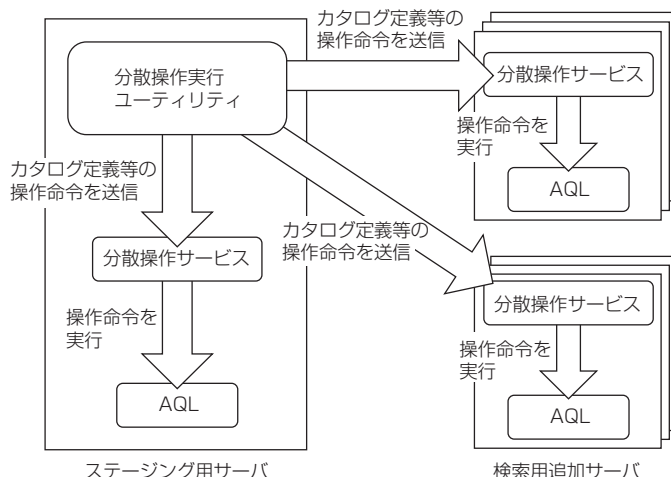 カタログ定義等の
操作命令を送信
分散操作実行
ユーティリティ
カタログ定義等の
操作命令を送信
分散操作サービス
操作命令を
実行
AQL
ステージング用サーバ
分散操作サービス
操作命令を
実行
AQL
カタログ定義等の
操作命令を送信
分散操作サービス
操作命令を
実行
AQL
検索用追加サーバ